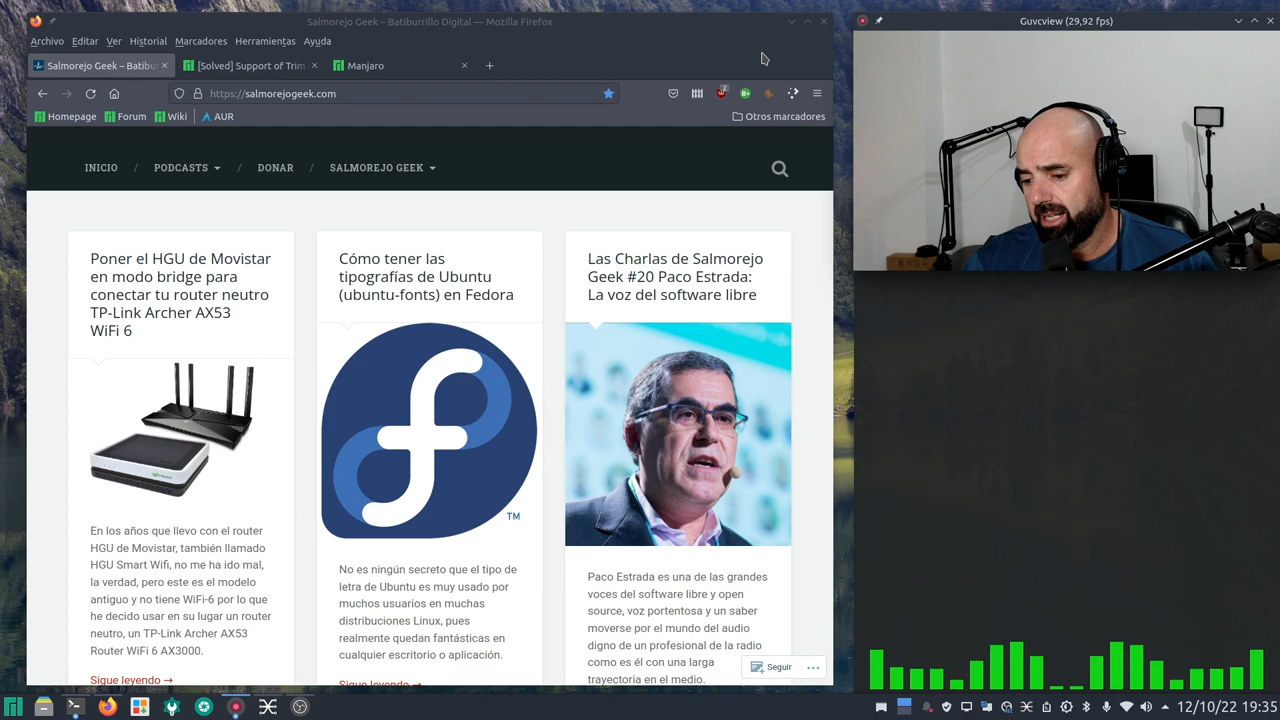 Salmorejo Geek – Batiburrillo Digital — Mozilla Firefox
Archivo Editar Ver Historial Marcadores Herramientas Ayuda
Salmorejo Geek – Batibur
[Solved] Support of Trim
Manjaro
https://salmorejogeek.com
2
B+
Homepage Forum Wiki AUR
Otros marcadores
INICIO / PODCASTS / DONAR / SALMOREJO GEEK
Poner el HGU de Movistar
en modo bridge para
conectar tu router neutro
TP-Link Archer AX53
WiFi 6
En los años que llevo con el router
HGU de Movistar, también llamado
HGU Smart Wifi, no me ha ido mal,
la verdad, pero este es el modelo
antiguo y no tiene WiFi-6 por lo que
he decido usar en su lugar un router
neutro, un TP-Link Archer AX53
Router WiFi 6 AX3000.
Sigue leyendo →
Cómo tener las
tipografías de Ubuntu
(ubuntu-fonts) en Fedora
TM
No es ningún secreto que el tipo de
letra de Ubuntu es muy usado por
muchos usuarios en muchas
distribuciones Linux, pues
realmente quedan fantásticas en
cualquier escritorio o aplicación.
Sigue leyendo →
Las Charlas de Salmorejo
Geek #20 Paco Estrada:
La voz del software libre
Paco Estrada es una de las grandes
voces del software libre y open
source, voz portentosa y un saber
moverse por el mundo del audio
digno de un profesional de la radio
como es él con una larga
trayectoria en el medio.
Seguir
Guvcview (29,92 fps)
12/10/22 19:35